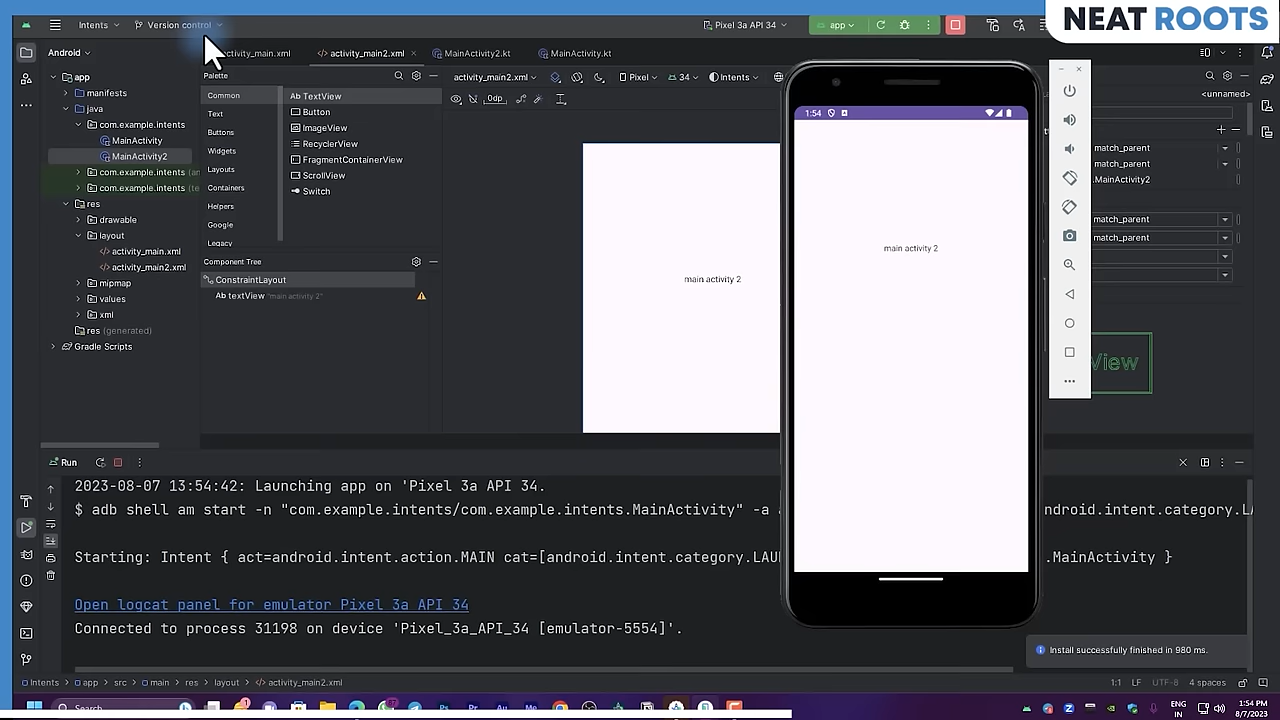 NEAT ROOTS
Intents
Version control
Pixel 3a API 34
app
Android
activity_main.xml
activity_main2.xml
MainActivity2.kt
MainActivity.kt
app
manifests
java
com.example.intents
MainActivity
MainActivity2
com.example.intents
com.example.intents
res
drawable
layout
activity_main.xml
activity_main2.xml
mipmap
values
xml
res (generated)
Gradle Scripts
Palette
Common
Text
Buttons
Widgets
Layouts
Containers
Helpers
Google
Legacy
Ab TextView
Button
ImageView
RecyclerView
FragmentContainerView
ScrollView
Switch
Component Tree
ConstraintLayout
Ab textView "main activity 2"
activity_main2.xml
Pixel
34
Intents
0dp
main activity 2
1:54
main activity 2
<unnamed>
match_parent
match_parent
.MainActivity2
match_parent
match_parent
View
Run
2023-08-07 13:54:42: Launching app on 'Pixel 3a API 34.
$ adb shell am start -n "com.example.intents/com.example.intents.MainActivity" -a
android.intent.category.LA
Starting: Intent { act=android.intent.action.MAIN cat=[android.intent.category.LAU
.MainActivity }
Open logcat panel for emulator Pixel 3a API 34
Connected to process 31198 on device 'Pixel_3a_API_34 [emulator-5554]'.
Install successfully finished in 980 ms.
Intents > app > src > main > res > layout > activity_main2.xml
1:1 LF UTF-8 4 spaces
Search
ENG
IN
1:54 PM
8/7/2023